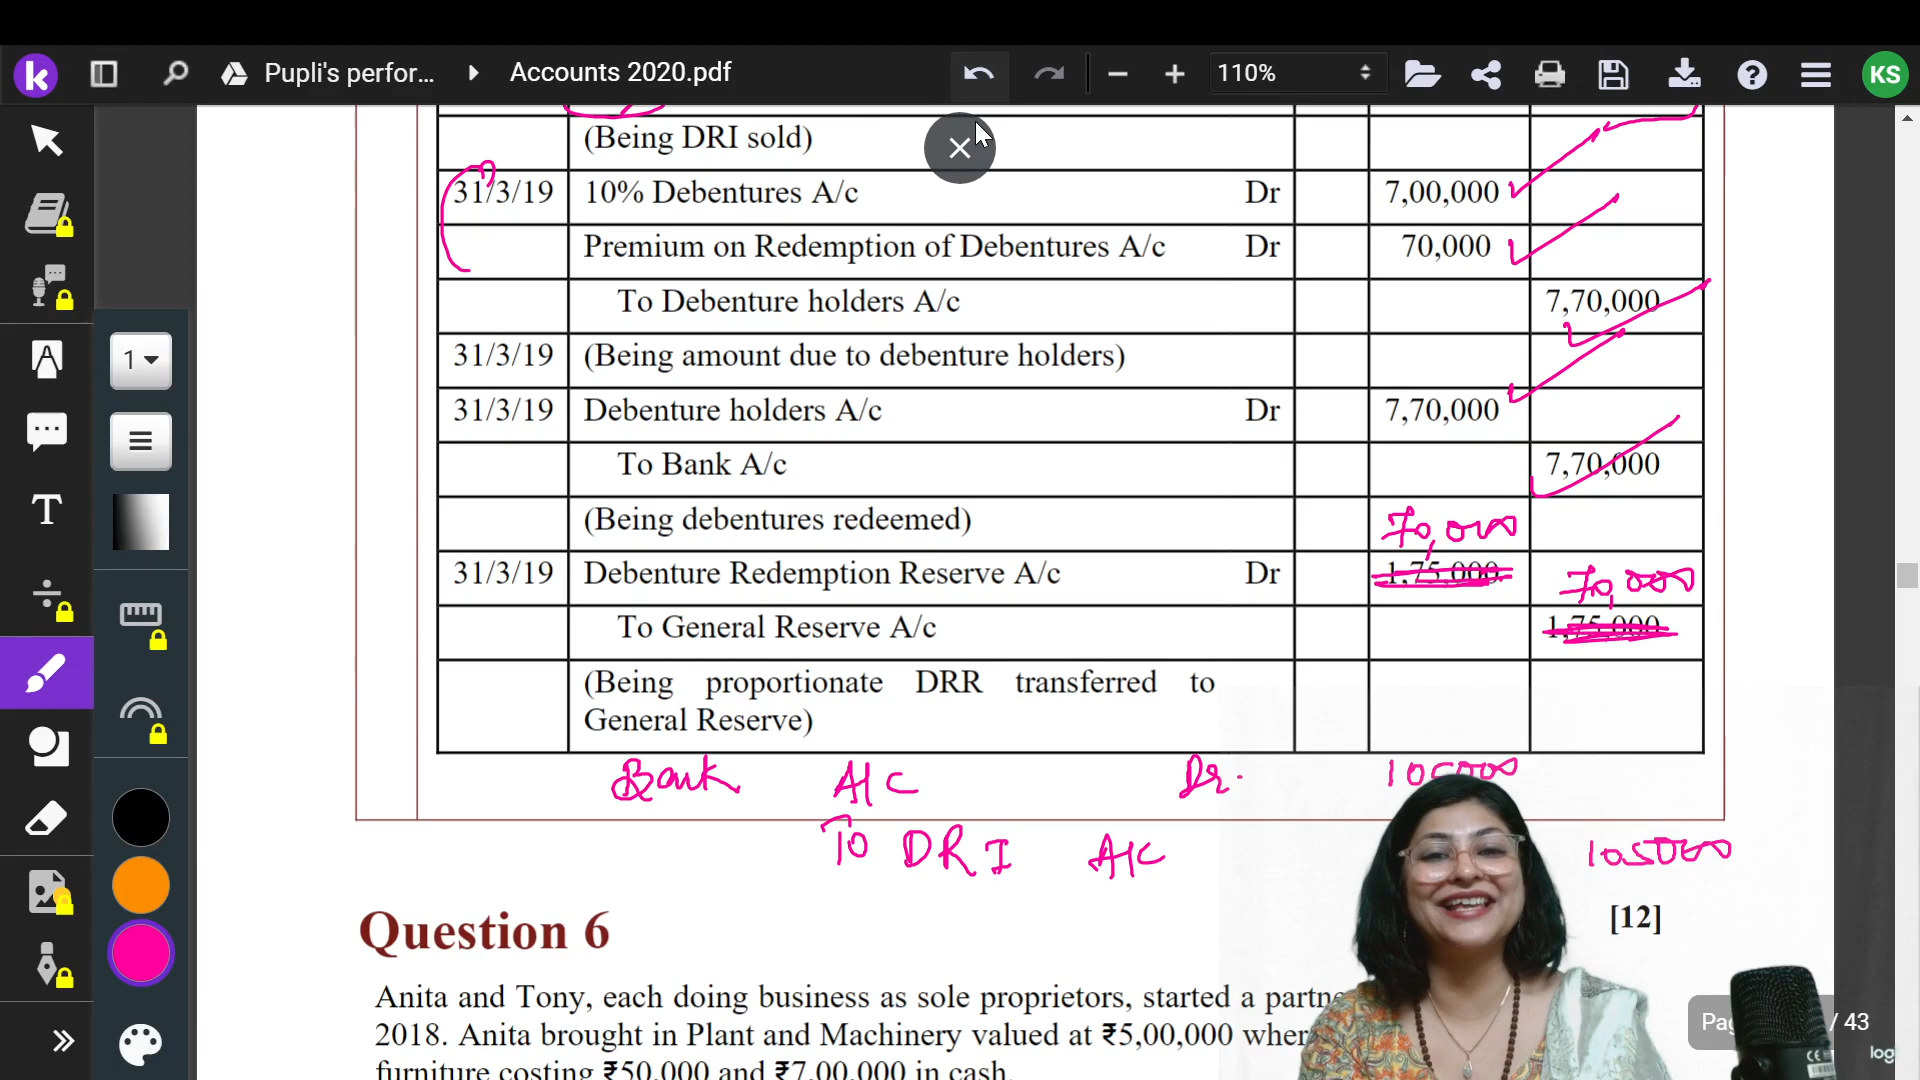 k Pupli's perfor... Accounts 2020.pdf 110% KS
(Being DRI sold)
31/3/19 10% Debentures A/c Dr 7,00,000
Premium on Redemption of Debentures A/c Dr 70,000
To Debenture holders A/c 7,70,000
31/3/19 (Being amount due to debenture holders)
31/3/19 Debenture holders A/c Dr 7,70,000
To Bank A/c 7,70,000
(Being debentures redeemed) 70,000
31/3/19 Debenture Redemption Reserve A/c Dr 1,75,000 70,000
To General Reserve A/c 1,75,000
(Being proportionate DRR transferred to
General Reserve)
Bank A/C Dr. 105000
To DRI A/C 105000
[12]
Question 6
Anita and Tony, each doing business as sole proprietors, started a
2018. Anita brought in Plant and Machinery valued at ₹5,00,000
furniture costing ₹50,000 and ₹7,00,000 in cash.
/ 43
1
T